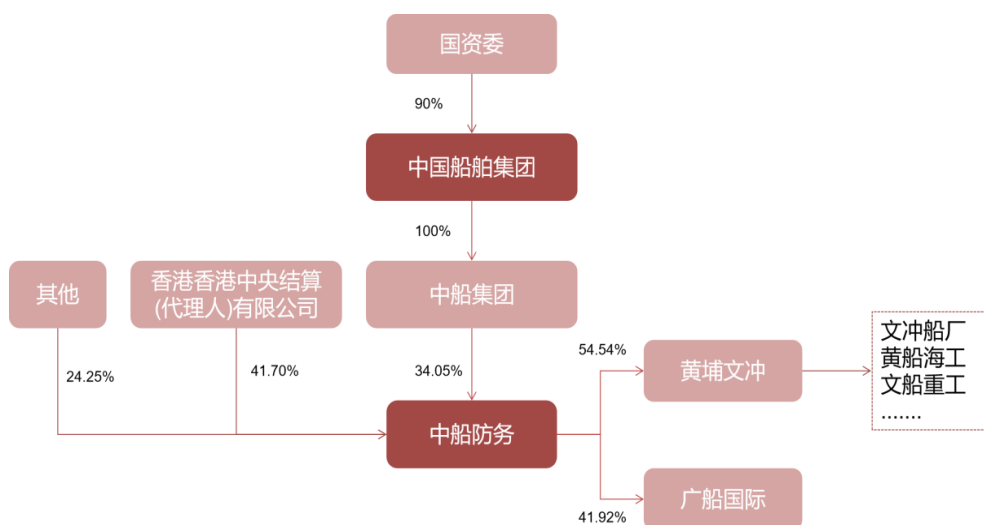 国资委
90%
中国船舶集团
100%
其他
香港香港中央结算
(代理人)有限公司
中船集团
24.25%
41.70%
34.05%
中船防务
54.54%
黄埔文冲
文冲船厂
黄船海工
文船重工
.......
41.92%
广船国际